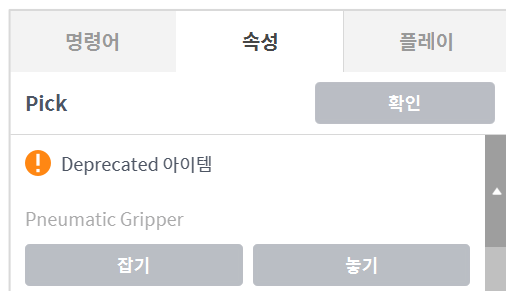 명령어 속성 플레이
Pick 확인
Deprecated 아이템
Pneumatic Gripper
잡기 놓기